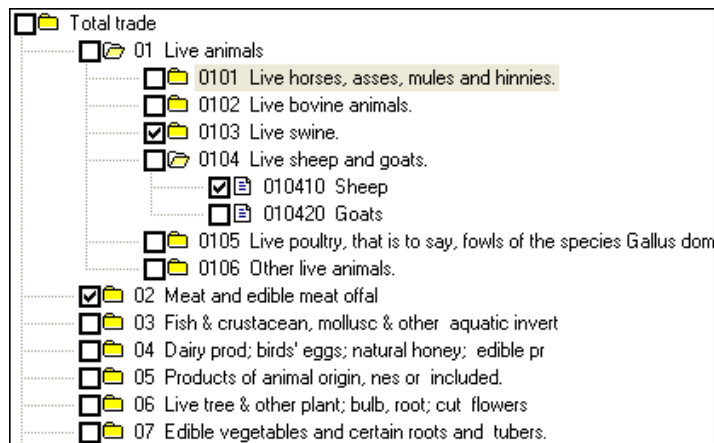 Total trade
01 Live animals
0101 Live horses, asses, mules and hinnies.
0102 Live bovine animals.
0103 Live swine.
0104 Live sheep and goats.
010410 Sheep
010420 Goats
0105 Live poultry, that is to say, fowls of the species Gallus dom
0106 Other live animals.
02 Meat and edible meat offal
03 Fish & crustacean, mollusc & other aquatic invert
04 Dairy prod; birds' eggs; natural honey; edible pr
05 Products of animal origin, nes or included.
06 Live tree & other plant; bulb, root; cut flowers
07 Edible vegetables and certain roots and tubers.